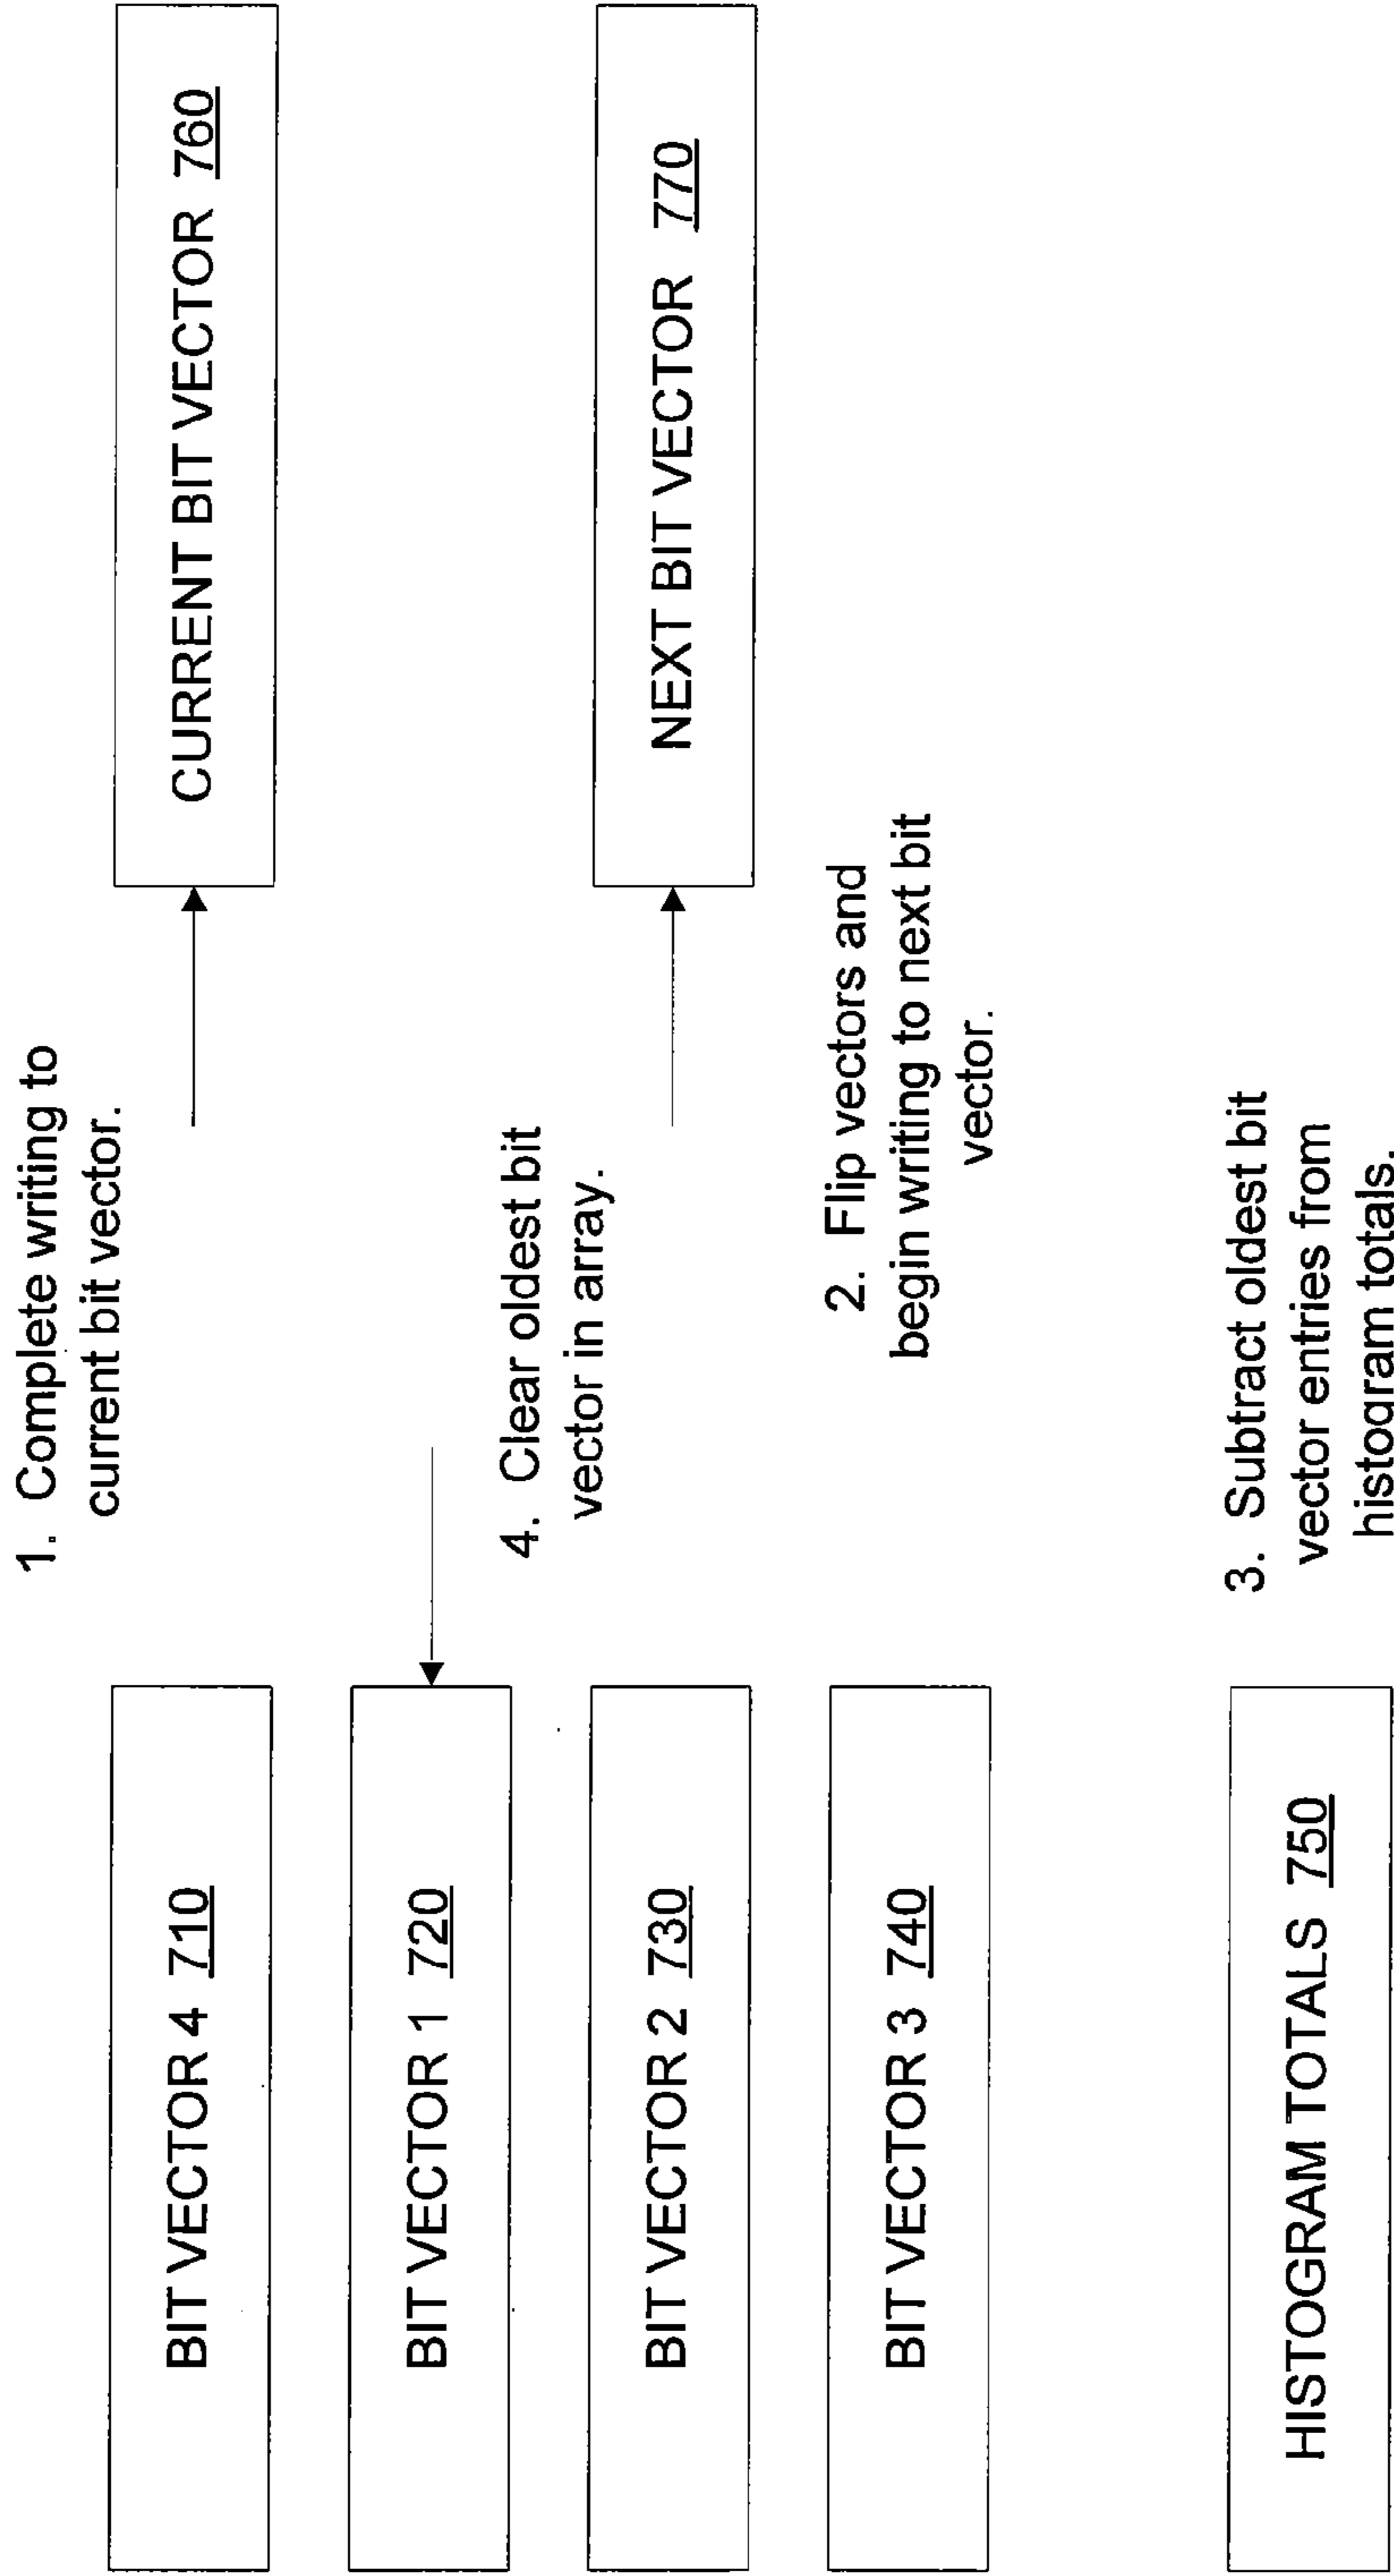 1. Complete writing to
current bit vector.
BIT VECTOR 4 710
CURRENT BIT VECTOR 760
BIT VECTOR 1 720
4. Clear oldest bit
vector in array.
BIT VECTOR 2 730
NEXT BIT VECTOR 770
BIT VECTOR 3 740
2. Flip vectors and
begin writing to next bit
vector.
HISTOGRAM TOTALS 750
3. Subtract oldest bit
vector entries from
histogram totals.